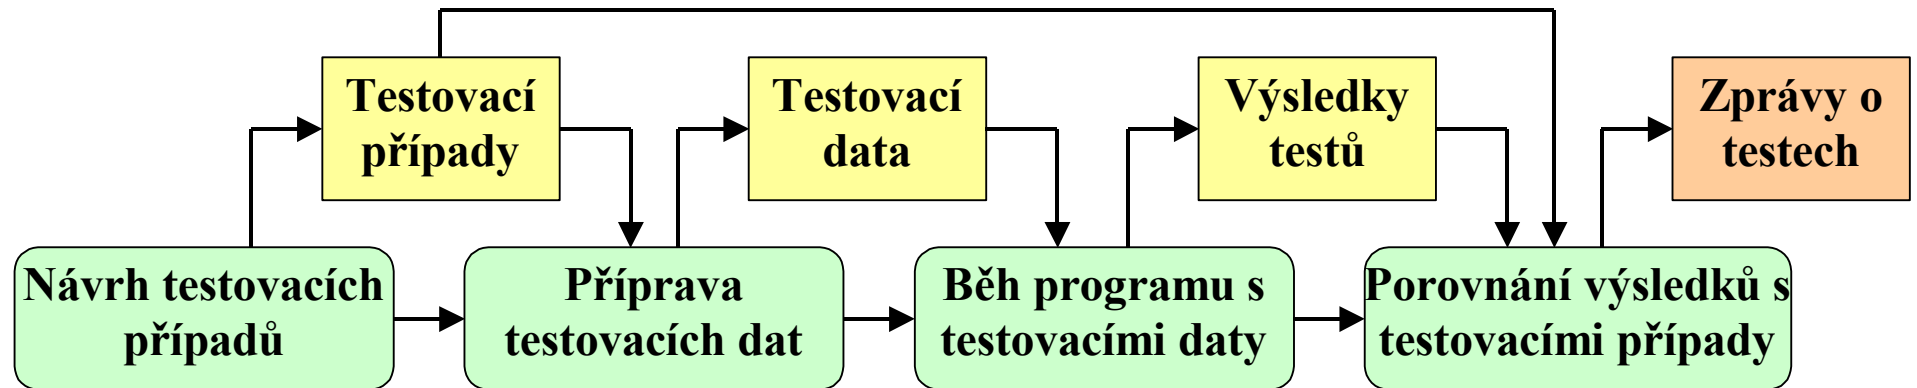 Testovací
případy
Testovací
data
Výsledky
testů
Zprávy o
testech
Návrh testovacích
případů
Příprava
testovacích dat
Běh programu s
testovacími daty
Porovnání výsledků s
testovacími případy